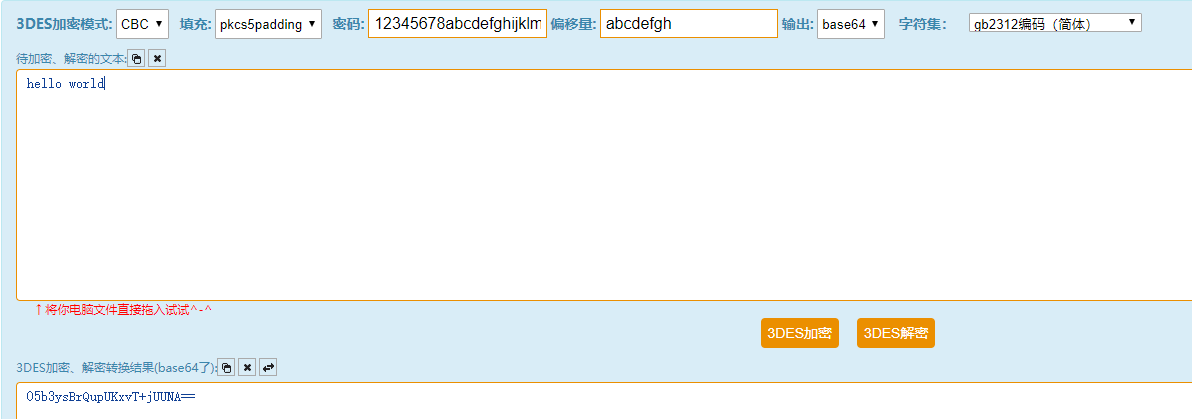 3DES加密模式: CBC 填充: pkcs5padding 密码: 12345678abcdefghijklm 偏移量: abcdefgh 输出: base64 字符集: gb2312编码（简体）
待加密、解密的文本:
hello world
↑将你电脑文件直接拖入试试^-^
3DES加密 3DES解密
3DES加密、解密转换结果(base64了):
O5b3ysBrQupUKxvT+jUUNA==